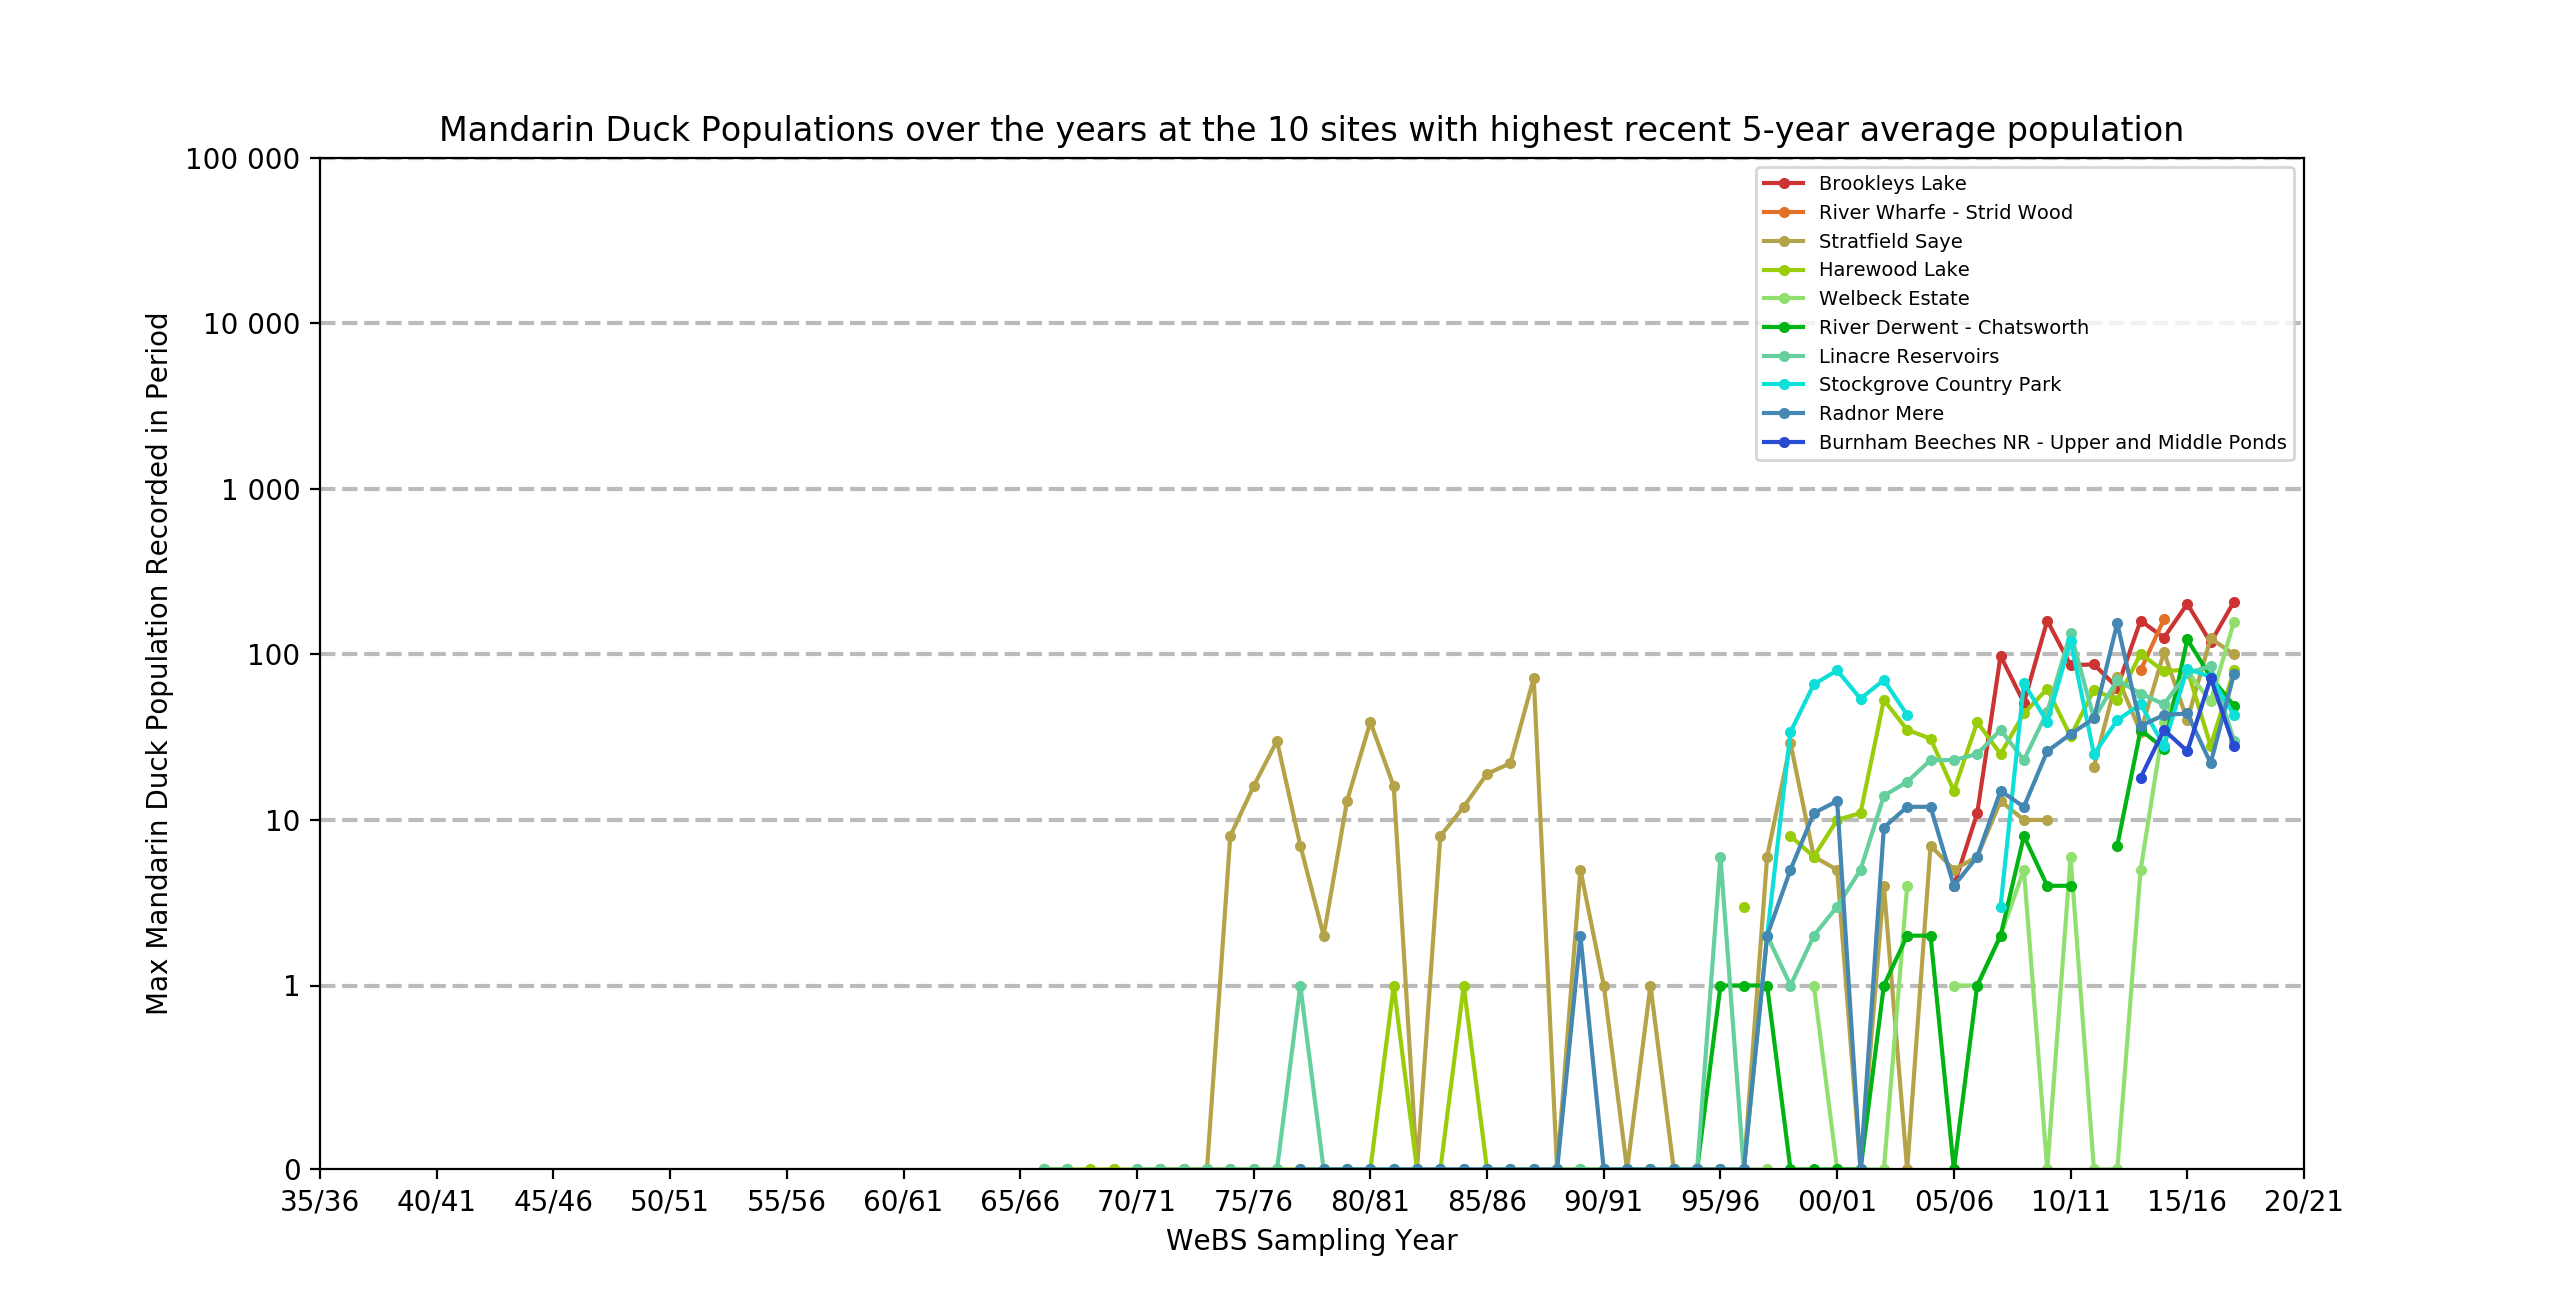 Mandarin Duck Populations over the years at the 10 sites with highest recent 5-year average population
100 000
10 000
1 000
100
10
1
0
Max Mandarin Duck Population Recorded in Period
Brookleys Lake
River Wharfe - Strid Wood
Stratfield Saye
Harewood Lake
Welbeck Estate
River Derwent - Chatsworth
Linacre Reservoirs
Stockgrove Country Park
Radnor Mere
Burnham Beeches NR - Upper and Middle Ponds
35/36 40/41 45/46 50/51 55/56 60/61 65/66 70/71 75/76 80/81 85/86 90/91 95/96 00/01 05/06 10/11 15/16 20/21
WeBS Sampling Year